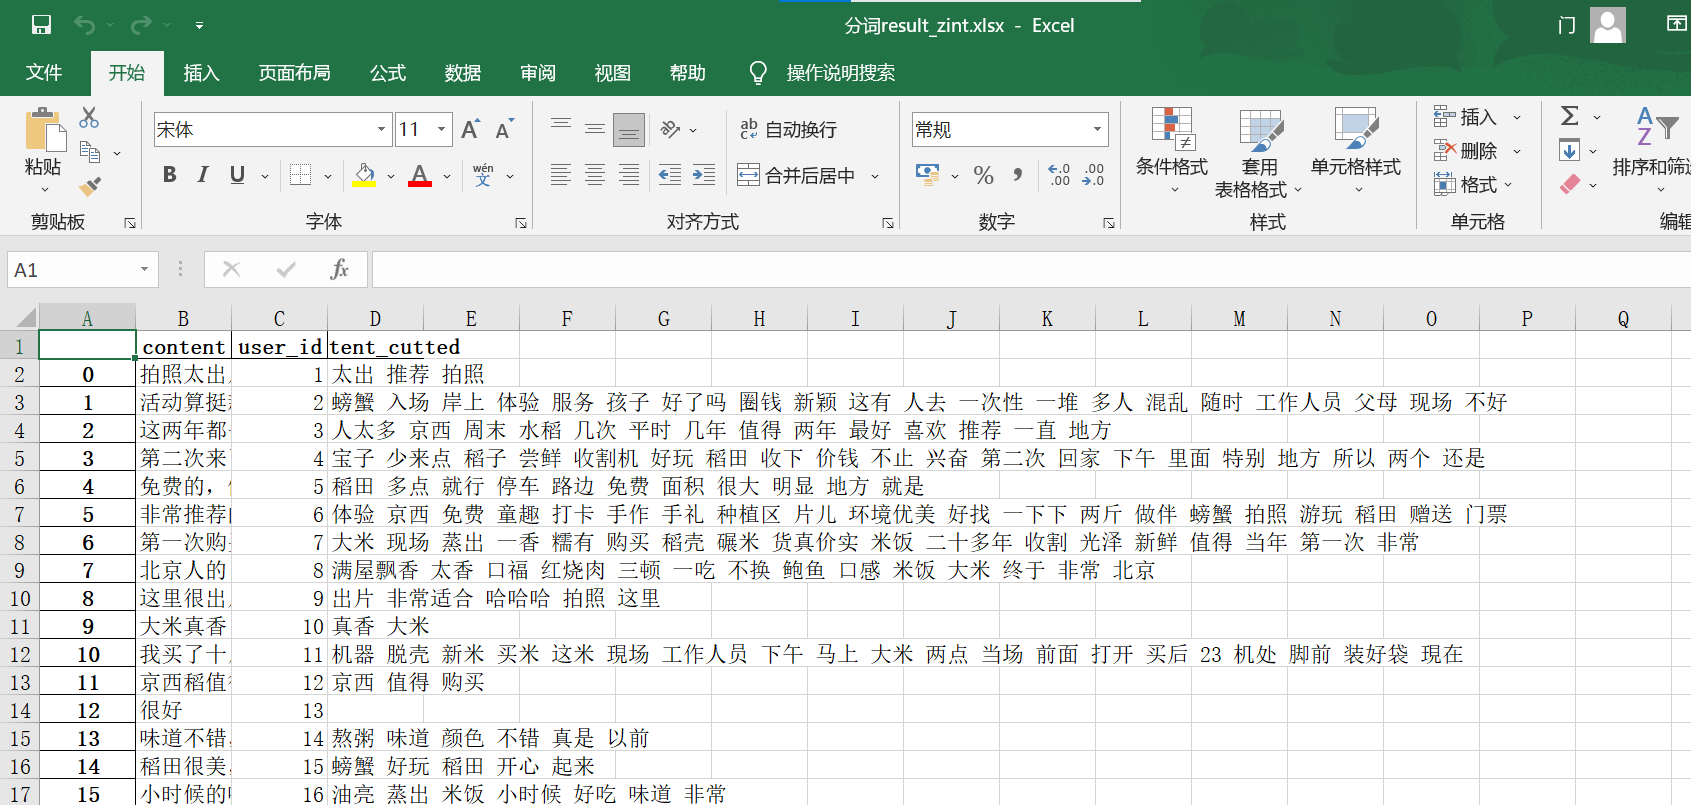 分词result_zint.xlsx - Excel
门
文件 开始 插入 页面布局 公式 数据 审阅 视图 帮助 操作说明搜索
宋体 11 A A
ab 自动换行
常规
插入
粘贴
条件格式 套用 单元格样式
删除
排序和筛
B I U A wén 文
合并后居中
% .00 .00
表格格式
格式
剪贴板 字体 对齐方式 数字 样式 单元格 编辑
A1 fx
A B C D E F G H I J K L M N O P Q
1 content user_id tent_cutted
2 0 拍照太出 1 太出 推荐 拍照
3 1 活动算挺 2 螃蟹 入场 岸上 体验 服务 孩子 好了吗 圈钱 新颖 这有 人去 一次性 一堆 多人 混乱 随时 工作人员 父母 现场 不好
4 2 这两年都 3 人太多 京西 周末 水稻 几次 平时 几年 值得 两年 最好 喜欢 推荐 一直 地方
5 3 第二次来 4 宝子 少来点 稻子 尝鲜 收割机 好玩 稻田 收下 价钱 不止 兴奋 第二次 回家 下午 里面 特别 地方 所以 两个 还是
6 4 免费的, 5 稻田 多点 就行 停车 路边 免费 面积 很大 明显 地方 就是
7 5 非常推荐 6 体验 京西 免费 童趣 打卡 手作 手礼 种植区 片儿 环境优美 好找 一下下 两斤 做伴 螃蟹 拍照 游玩 稻田 赠送 门票
8 6 第一次购 7 大米 现场 蒸出 一香 糯有 购买 稻壳 碾米 货真价实 米饭 二十多年 收割 光泽 新鲜 值得 当年 第一次 非常
9 7 北京人的 8 满屋飘香 太香 口福 红烧肉 三顿 一吃 不换 鲍鱼 口感 米饭 大米 终于 非常 北京
10 8 这里很出 9 出片 非常适合 哈哈哈 拍照 这里
11 9 大米真香 10 真香 大米
12 10 我买了十 11 机器 脱壳 新米 买米 这米 现场 工作人员 下午 马上 大米 两点 当场 前面 打开 买后 23 机处 脚前 装好袋 现在
13 11 京西稻值 12 京西 值得 购买
14 12 很好 13
15 13 味道不错, 14 熬粥 味道 颜色 不错 真是 以前
16 14 稻田很美, 15 螃蟹 好玩 稻田 开心 起来
17 15 小时候的 16 油亮 蒸出 米饭 小时候 好吃 味道 非常